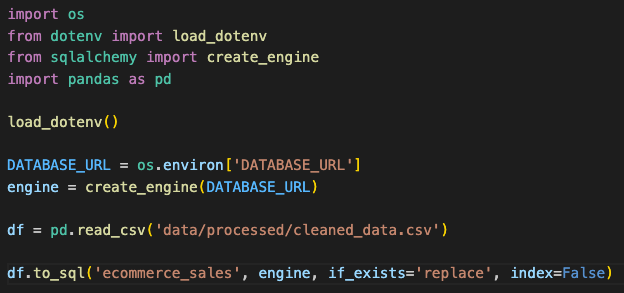 import os
from dotenv import load_dotenv
from sqlalchemy import create_engine
import pandas as pd
load_dotenv()
DATABASE_URL = os.environ['DATABASE_URL']
engine = create_engine(DATABASE_URL)
df = pd.read_csv('data/processed/cleaned_data.csv')
df.to_sql('ecommerce_sales', engine, if_exists='replace', index=False)